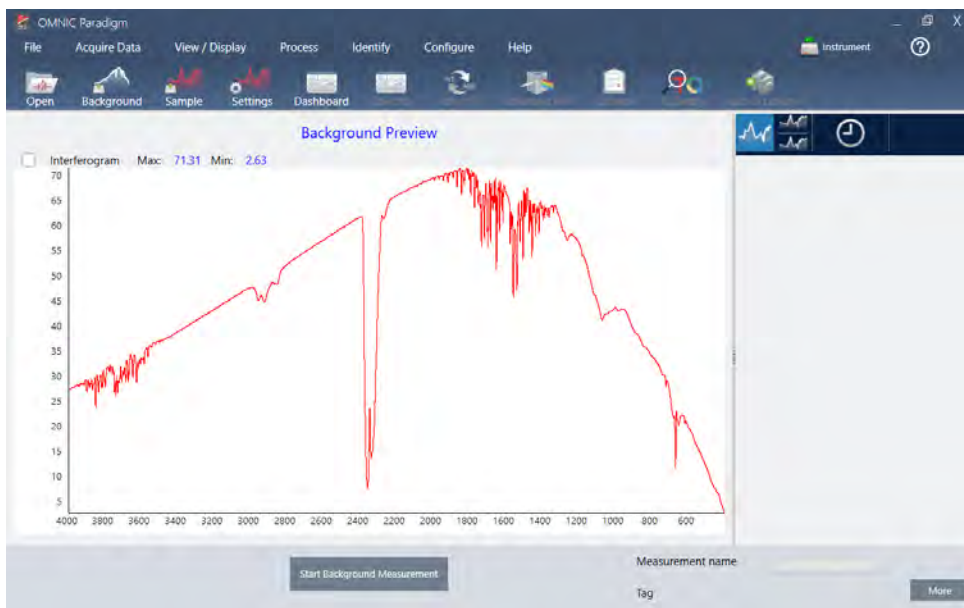 OMNIC Paradigm
File Acquire Data View / Display Process Identify Configure Help Instrument
Open Background Sample Settings Dashboard
Background Preview
Interferogram Max: 71.31 Min: 2.63
70
65
60
55
50
45
40
35
30
25
20
15
10
5
4000 3800 3600 3400 3200 3000 2800 2600 2400 2200 2000 1800 1600 1400 1200 1000 800 600
Start Background Measurement
Measurement name
Tag
More